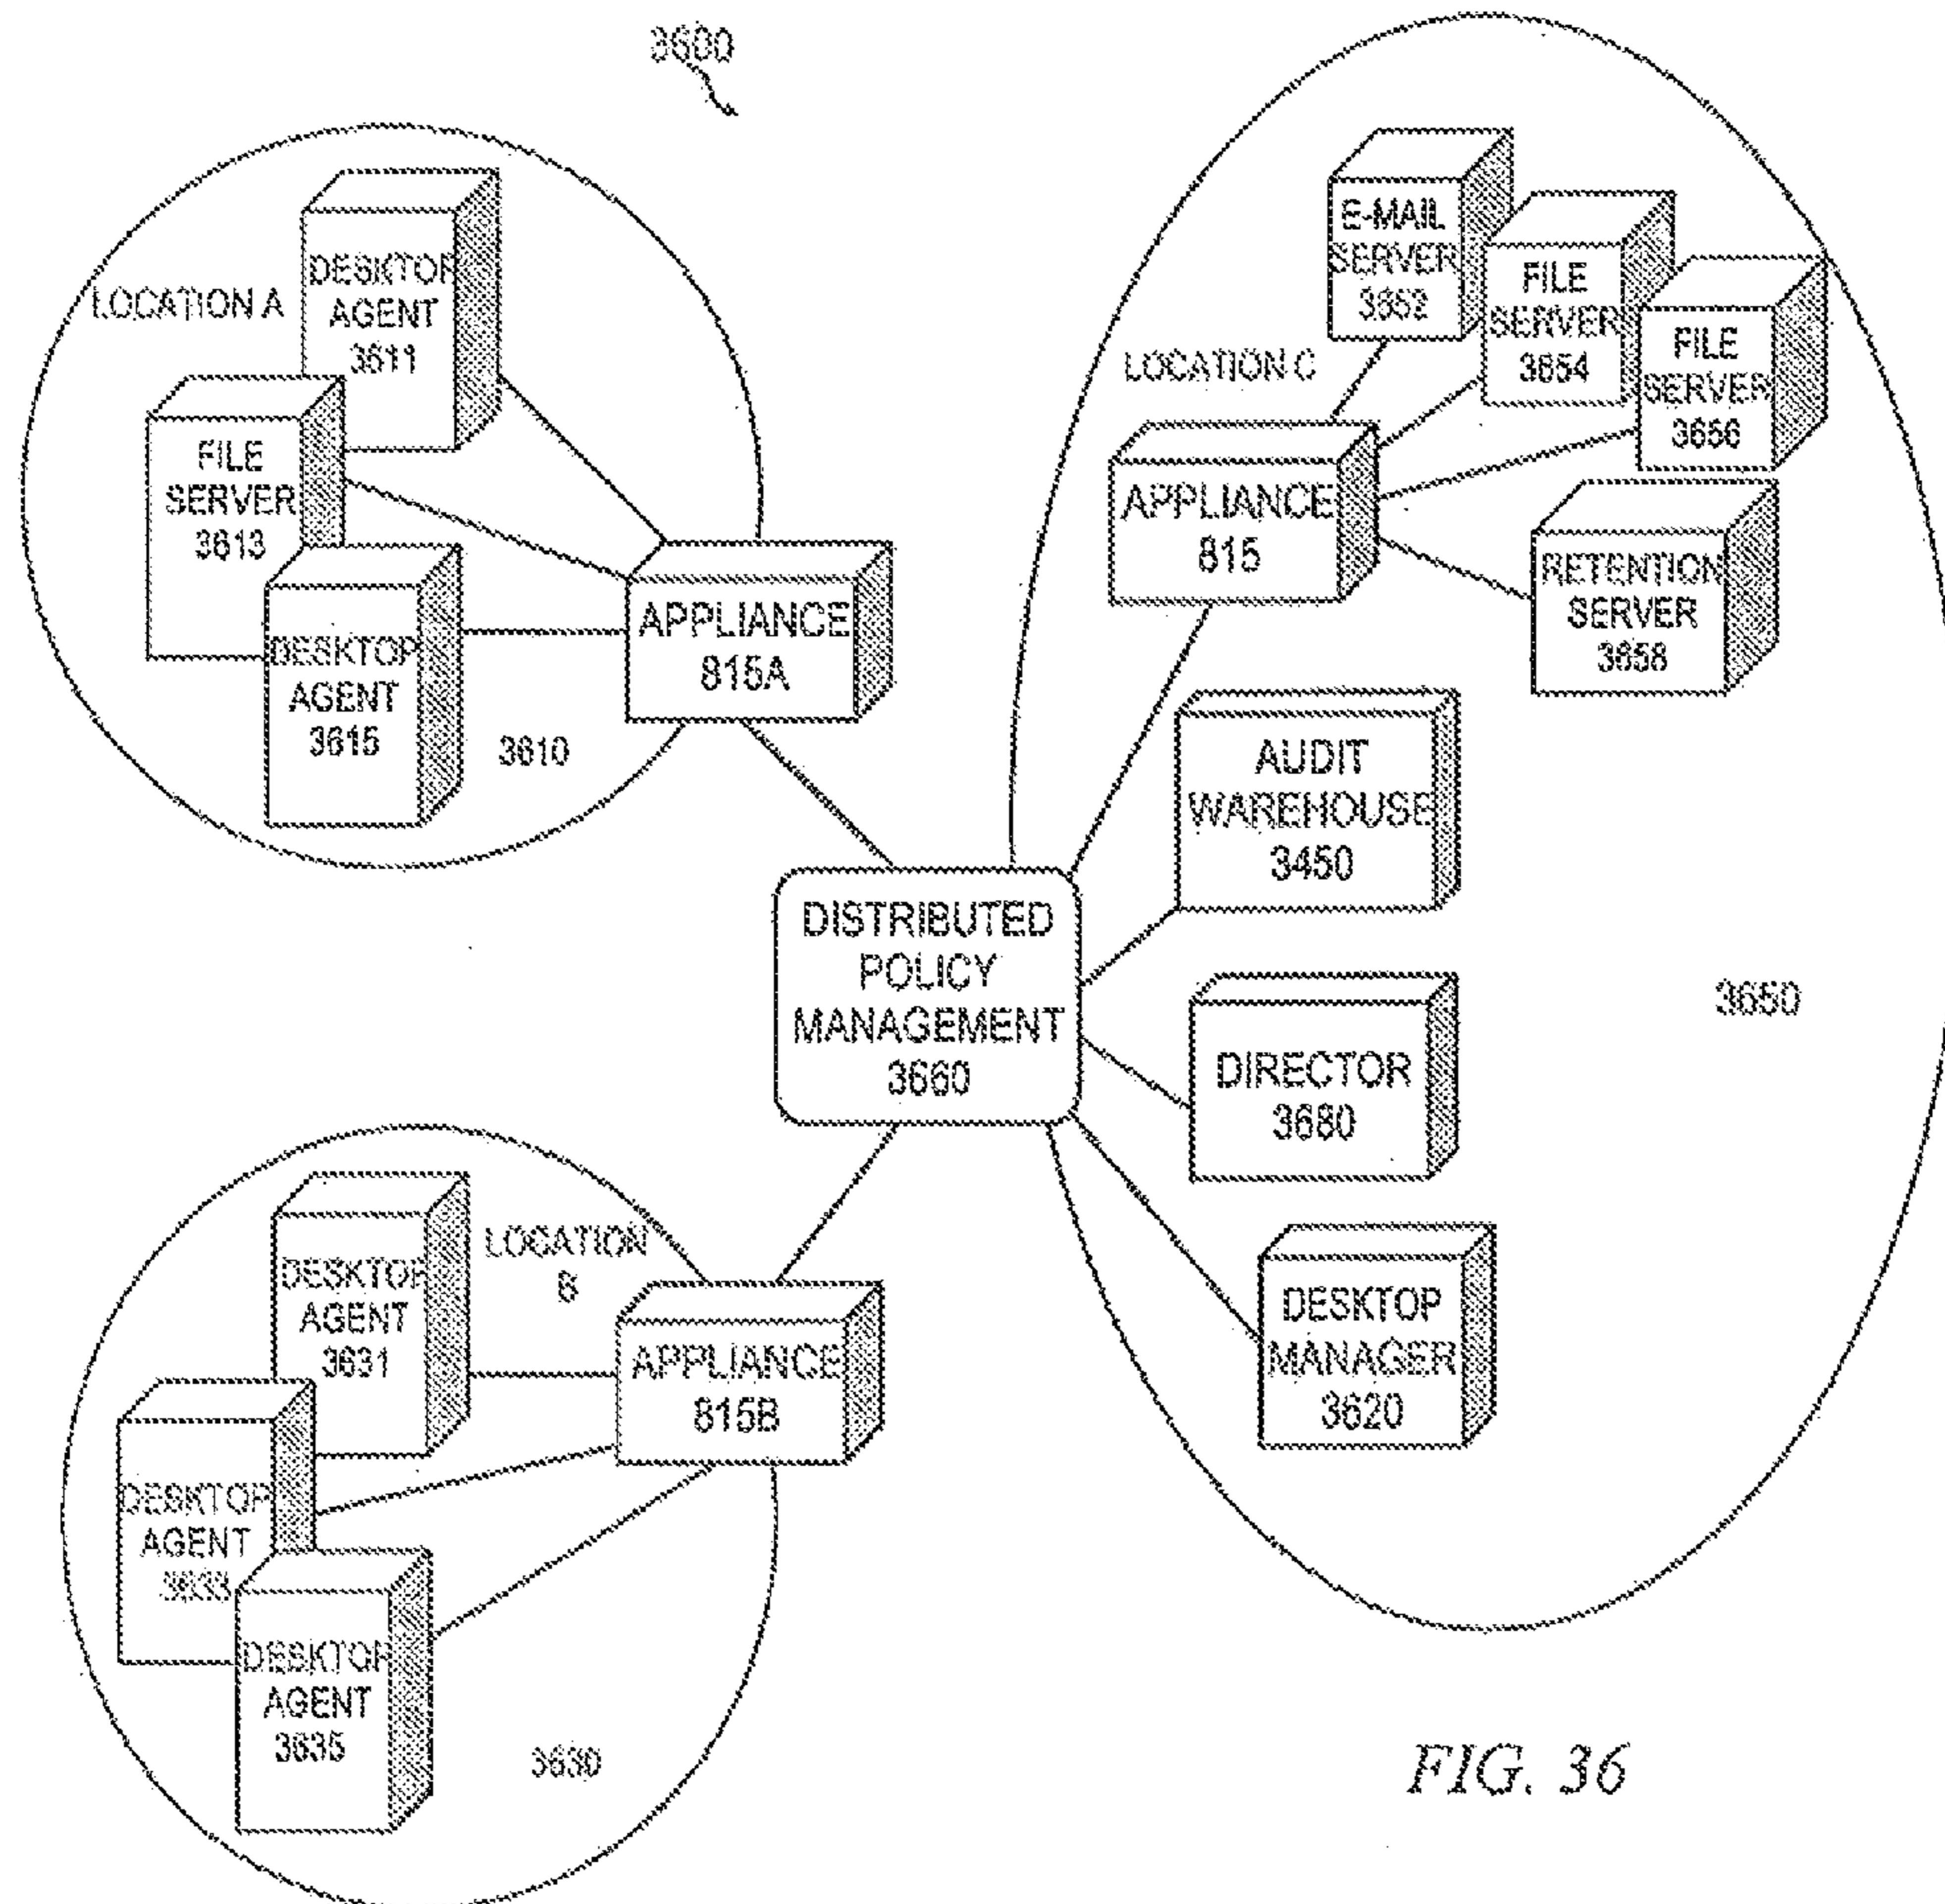 3600
LOCATION A
DESKTOP
AGENT
3611
FILE
SERVER
3613
DESKTOP
AGENT
3615
3610
APPLIANCE
815A
LOCATION C
E-MAIL
SERVER
3652
FILE
SERVER
3654
FILE
SERVER
3656
APPLIANCE
815
RETENTION
SERVER
3658
AUDIT
WAREHOUSE
3450
DISTRIBUTED
POLICY
MANAGEMENT
3660
DIRECTOR
3680
3650
DESKTOP
MANAGER
3620
LOCATION
B
DESKTOP
AGENT
3631
APPLIANCE
815B
DESKTOP
AGENT
3633
DESKTOP
AGENT
3635
3630
FIG. 36